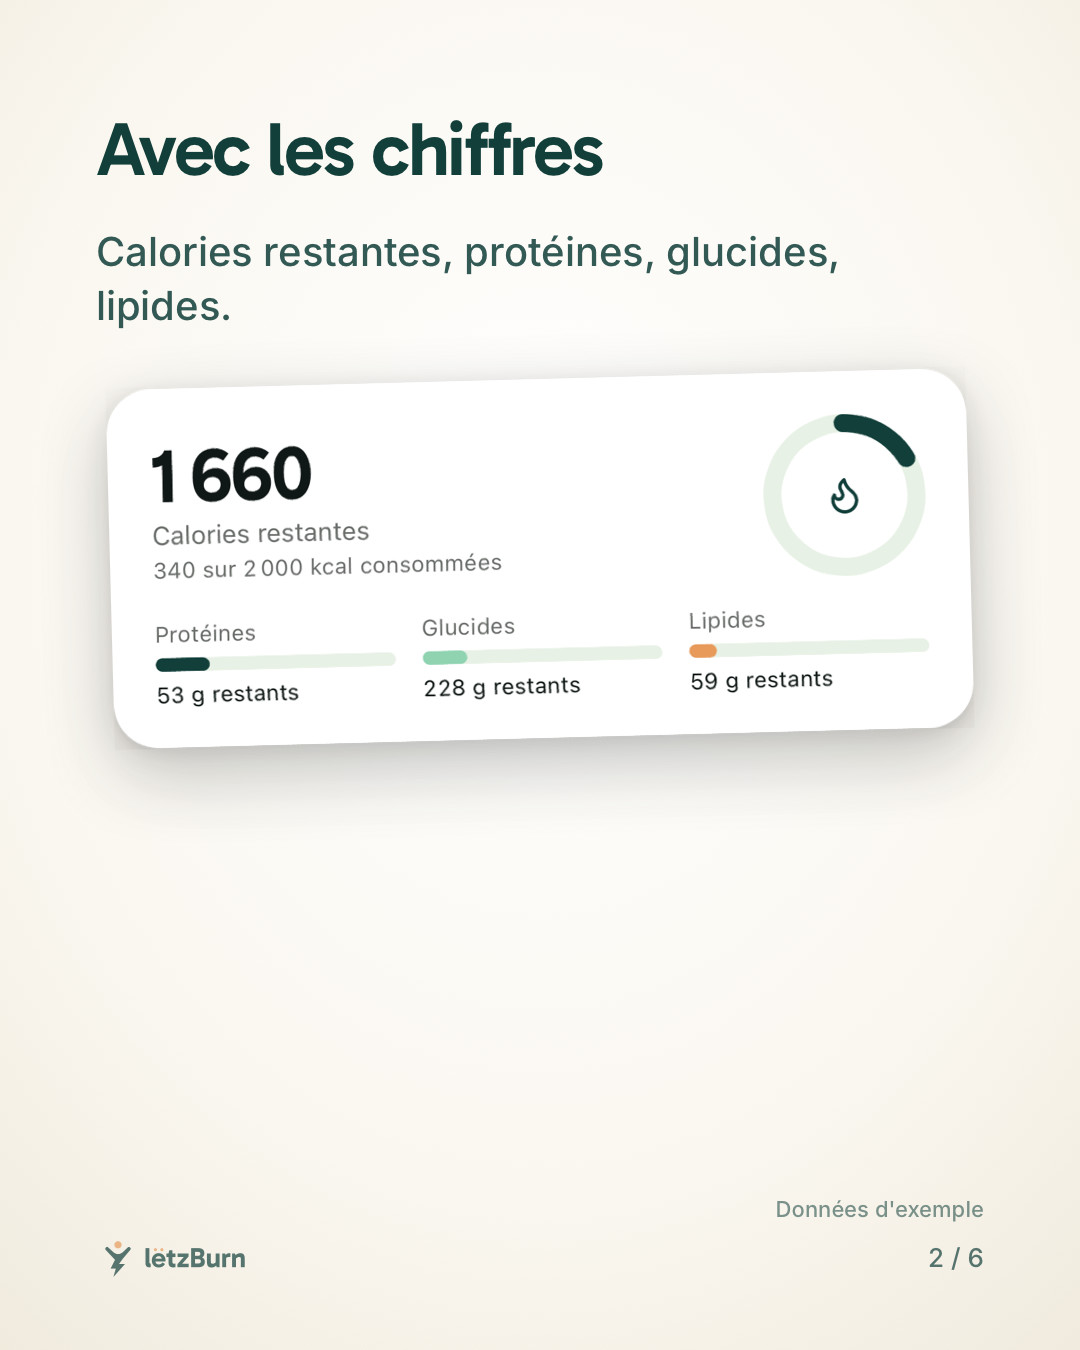 Avec les chiffres
Calories restantes, protéines, glucides,
lipides.
1 660
Calories restantes
340 sur 2 000 kcal consommées
Protéines
53 g restants
Glucides
228 g restants
Lipides
59 g restants
Données d'exemple
lëtzBurn
2 / 6